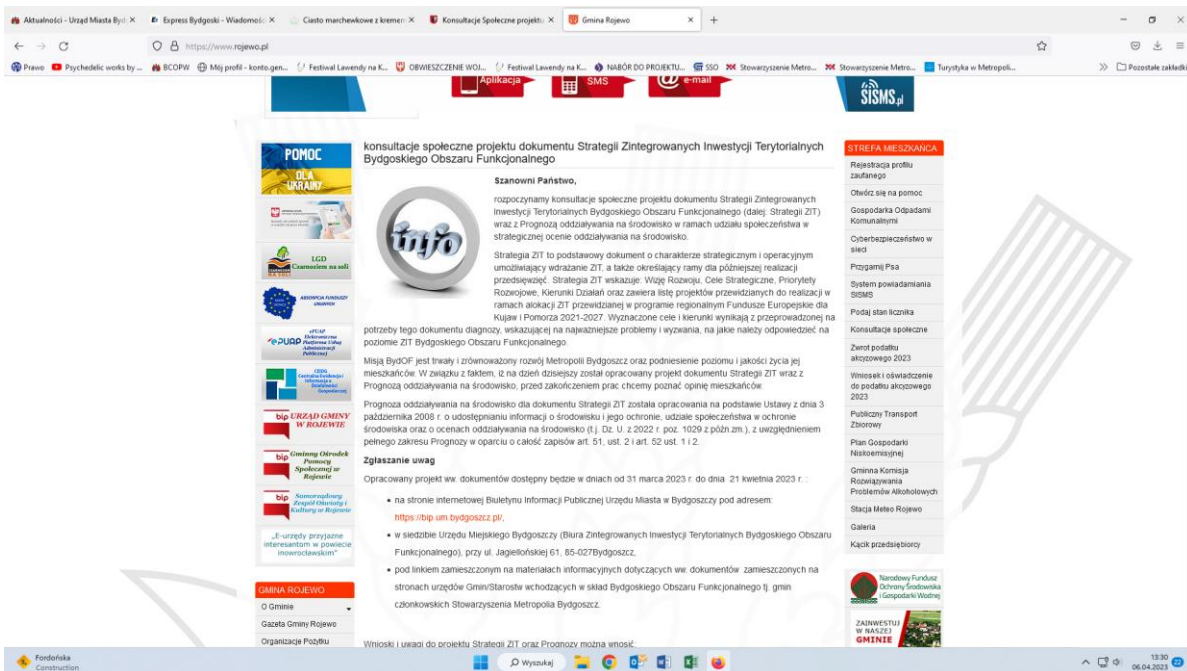 Aktualności - Urząd Miasta Byd
Express Bydgoski - Wiadomośc
Ciasto marchewkowe z kremem
Konsultacje Społeczne projektu
Gmina Rojewo
https://www.rojewo.pl
Prawo
Psychedelic works by ...
BCOPW
Mój profil - konto.gen...
Festiwal Lawendy na K...
OBWIESZCZENIE WOJ...
Festiwal Lawendy na K...
NABÓR DO PROJEKTU...
SSO
Stowarzyszenie Metro...
Stowarzyszenie Metro...
Turystyka w Metropoli...
Pozostałe zakładki
Aplikacja
SMS
e-mail
SISMS.pl
POMOC
DLA
UKRAINY
LGD
Czarnoziem na soli
ABSORPCJA FUNDUSZY
UNIJNYCH
ePUAP
ePUAP
Elektroniczna
Platforma Usług
Administracji
Publicznej
CEIDG
Centralna Ewidencja i
Informacja o
Działalności
Gospodarczej
bip URZĄD GMINY
W ROJEWIE
bip Gminny Ośrodek
Pomocy
Społecznej w
Rojewie
bip Samorządowy
Zespół Oświaty i
Kultury w Rojewie
„E-urzędy przyjazne
interesantom w powiecie
inowrocławskim"
GMINA ROJEWO
O Gminie
Gazeta Gminy Rojewo
Organizacje Pożytku
konsultacje społeczne projektu dokumentu Strategii Zintegrowanych Inwestycji Terytorialnych
Bydgoskiego Obszaru Funkcjonalnego
info
Szanowni Państwo,
rozpoczynamy konsultacje społeczne projektu dokumentu Strategii Zintegrowanych
Inwestycji Terytorialnych Bydgoskiego Obszaru Funkcjonalnego (dalej: Strategii ZIT)
wraz z Prognozą oddziaływania na środowisko w ramach udziału społeczeństwa w
strategicznej ocenie oddziaływania na środowisko.
Strategia ZIT to podstawowy dokument o charakterze strategicznym i operacyjnym
umożliwiający wdrażanie ZIT, a także określający ramy dla późniejszej realizacji
przedsięwzięć. Strategia ZIT wskazuje: Wizję Rozwoju, Cele Strategiczne, Priorytety
Rozwojowe, Kierunki Działań oraz zawiera listę projektów przewidzianych do realizacji w
ramach alokacji ZIT przewidzianej w programie regionalnym Fundusze Europejskie dla
Kujaw i Pomorza 2021-2027. Wyznaczone cele i kierunki wynikają z przeprowadzonej na
potrzeby tego dokumentu diagnozy, wskazującej na najważniejsze problemy i wyzwania, na jakie należy odpowiedzieć na
poziomie ZIT Bydgoskiego Obszaru Funkcjonalnego.
Misją BydOF jest trwały i zrównoważony rozwój Metropolii Bydgoszcz oraz podniesienie poziomu i jakości życia jej
mieszkańców. W związku z faktem, iż na dzień dzisiejszy został opracowany projekt dokumentu Strategii ZIT wraz z
Prognozą oddziaływania na środowisko, przed zakończeniem prac chcemy poznać opinię mieszkańców.
Prognoza oddziaływania na środowisko dla dokumentu Strategii ZIT została opracowania na podstawie Ustawy z dnia 3
października 2008 r. o udostępnianiu informacji o środowisku i jego ochronie, udziale społeczeństwa w ochronie
środowiska oraz o ocenach oddziaływania na środowisko (t.j. Dz. U. z 2022 r. poz. 1029 z późn.zm.), z uwzględnieniem
pełnego zakresu Prognozy w oparciu o całość zapisów art. 51, ust. 2 i art. 52 ust. 1 i 2.
Zgłaszanie uwag
Opracowany projekt ww. dokumentów dostępny będzie w dniach od 31 marca 2023 r. do dnia 21 kwietnia 2023 r. :
• na stronie internetowej Biuletynu Informacji Publicznej Urzędu Miasta w Bydgoszczy pod adresem:
https://bip.um.bydgoszcz.pl/,
• w siedzibie Urzędu Miejskiego Bydgoszczy (Biura Zintegrowanych Inwestycji Terytorialnych Bydgoskiego Obszaru
Funkcjonalnego), przy ul. Jagiellońskiej 61, 85-027Bydgoszcz,
• pod linkiem zamieszczonym na materiałach informacyjnych dotyczących ww. dokumentów zamieszczonych na
stronach urzędów Gmin/Starostw wchodzących w skład Bydgoskiego Obszaru Funkcjonalnego tj. gmin
członkowskich Stowarzyszenia Metropolia Bydgoszcz.
Wnioski i uwagi do projektu Strategii ZIT oraz Prognozy można wnosić:
STREFA MIESZKAŃCA
Rejestracja profilu
zaufanego
Otwórz się na pomoc
Gospodarka Odpadami
Komunalnymi
Cyberbezpieczeństwo w
sieci
Przygarnij Psa
System powiadamiania
SISMS
Podaj stan licznika
Konsultacje społeczne
Zwrot podatku
akcyzowego 2023
Wniosek i oświadczenie
do podatku akcyzowego
2023
Publiczny Transport
Zbiorowy
Plan Gospodarki
Niskoemisyjnej
Gminna Komisja
Rozwiązywania
Problemów Alkoholowych
Stacja Meteo Rojewo
Galeria
Kącik przedsiębiorcy
Narodowy Fundusz
Ochrony Środowiska
i Gospodarki Wodnej
ZAINWESTUJ
W NASZEJ
GMINIE
Fordońska
Construction
Wyszukaj
13:30
06.04.2023